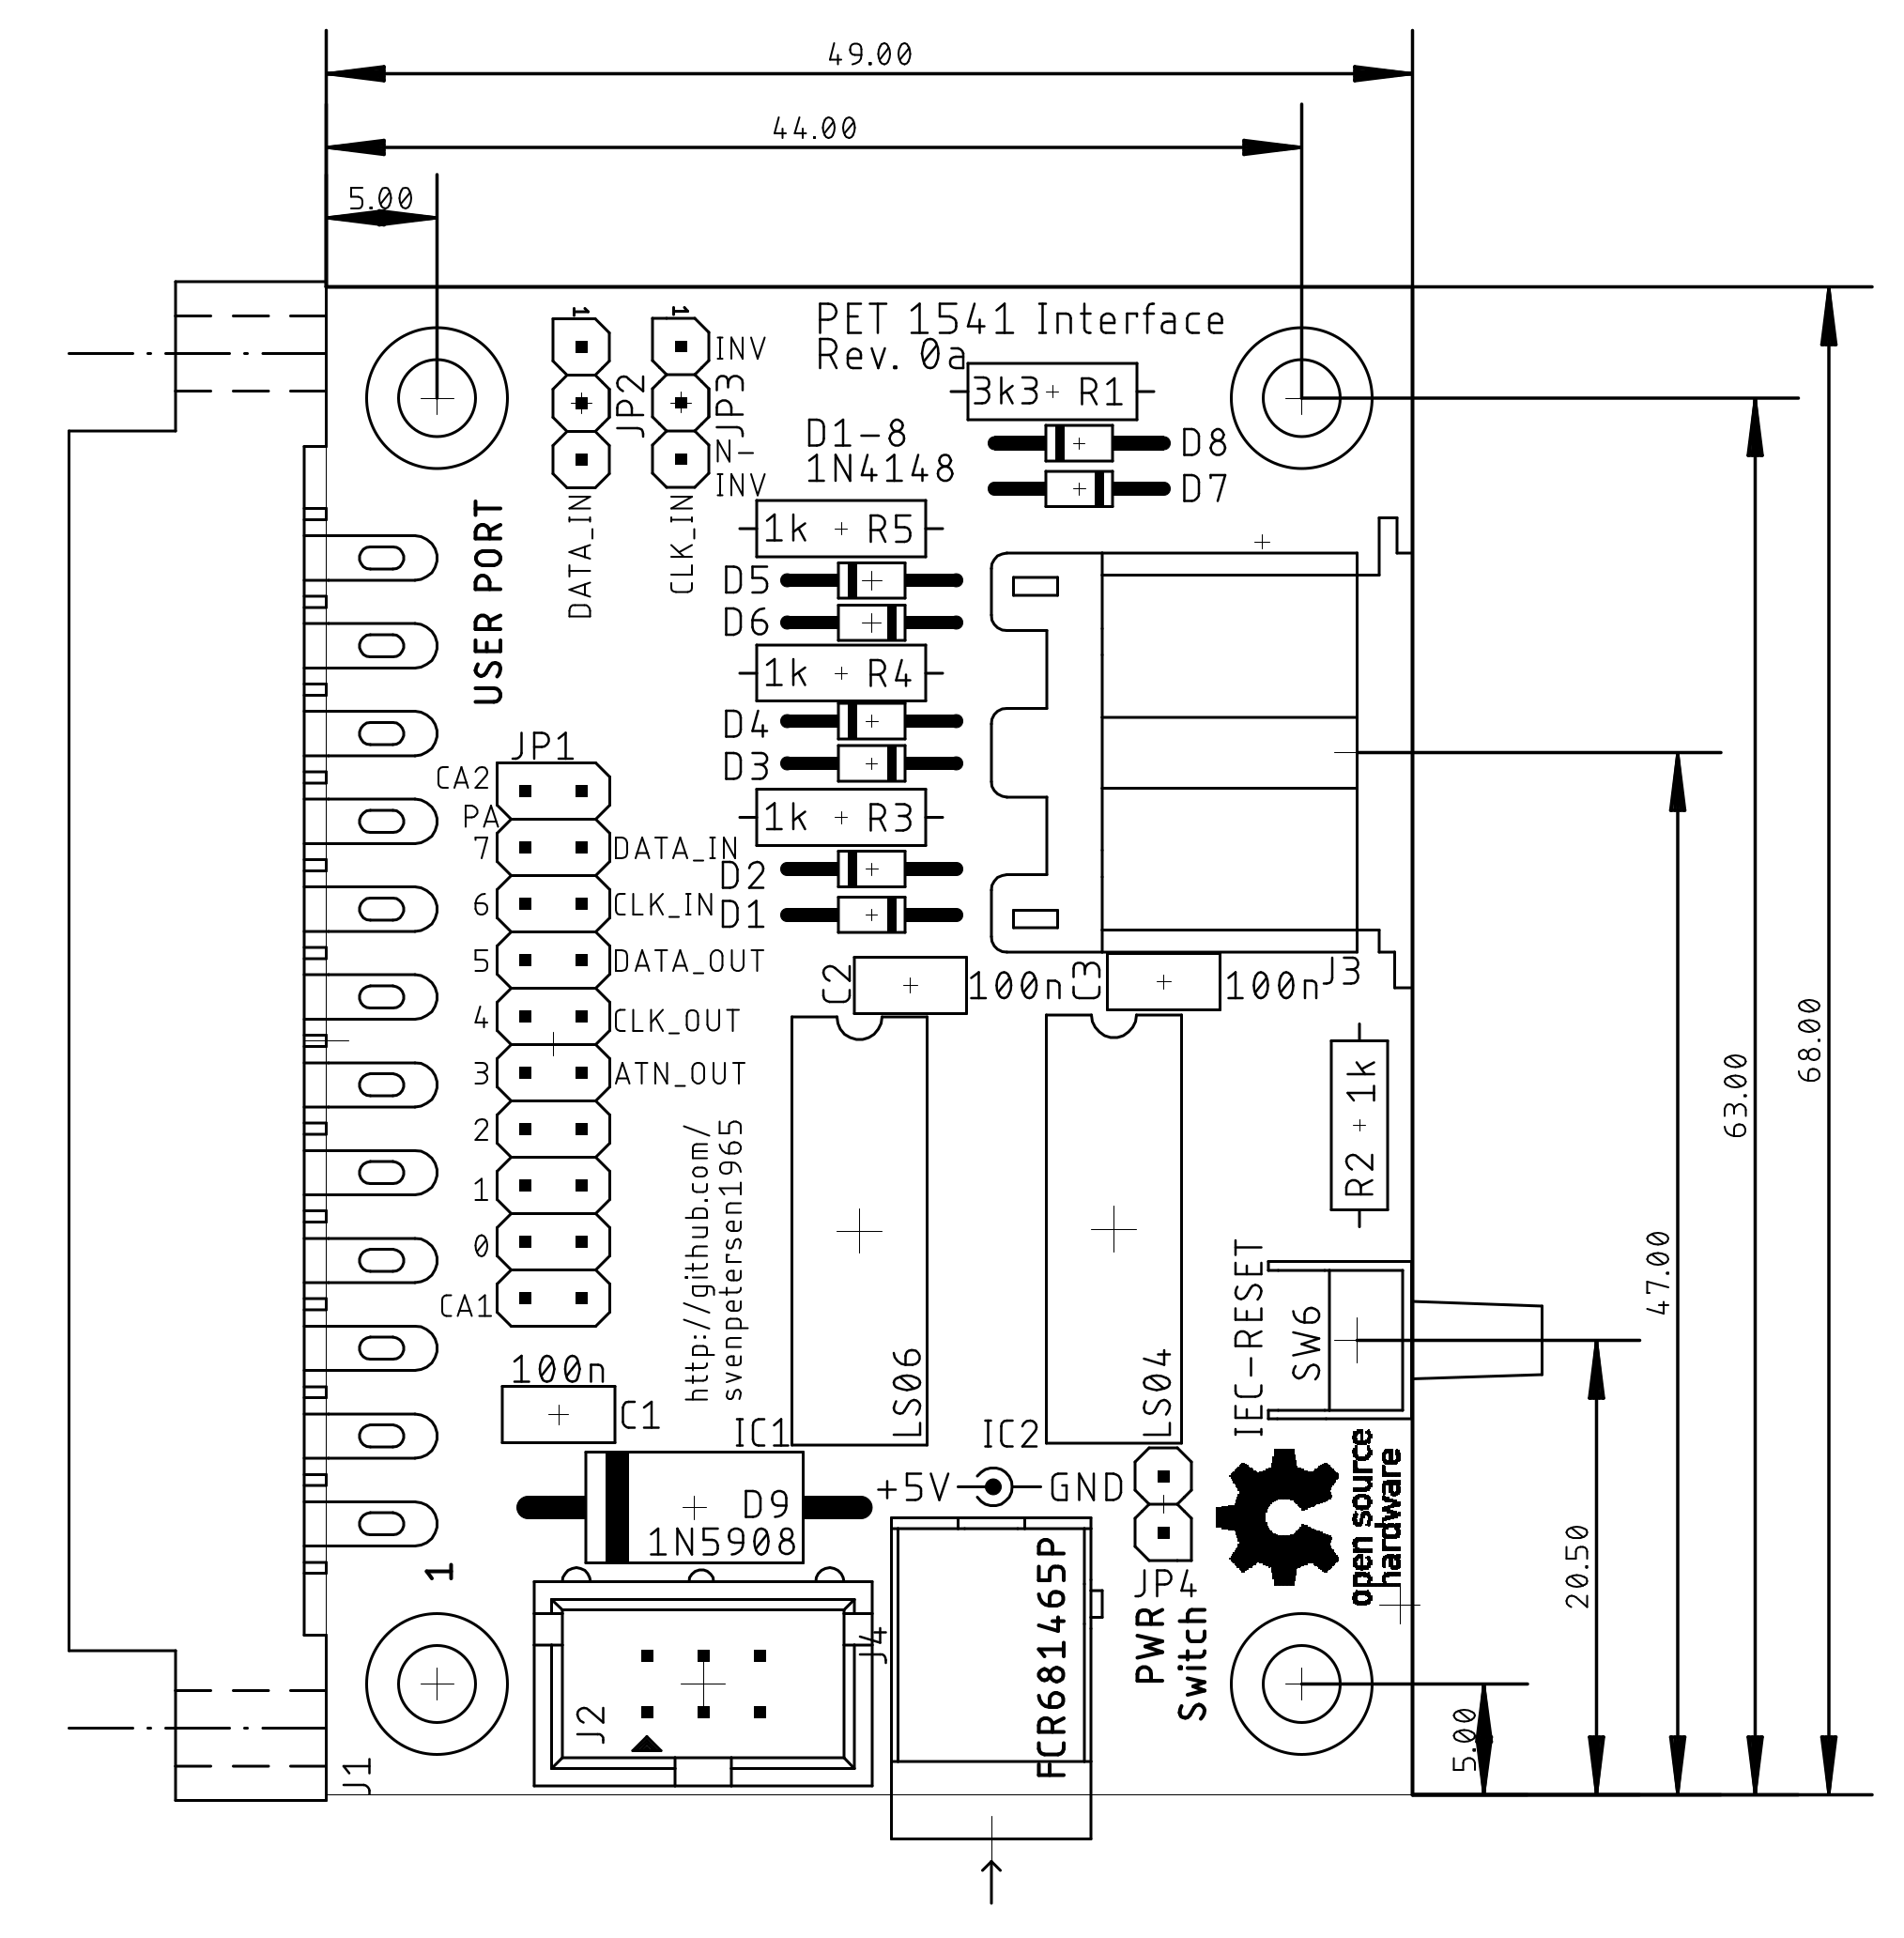 49.00
44.00
5.00
PET 1541 Interface
Rev. 0a
1
1
INV
JP2
JP3
N-
INV
3k3
R1
D1-8
1N4148
D8
D7
DATA_IN
CLK_IN
USER PORT
1k
R5
D5
D6
1k
R4
D4
D3
1k
R3
D2
D1
JP1
CA2
PA
7
DATA_IN
6
CLK_IN
5
DATA_OUT
4
CLK_OUT
3
ATN_OUT
2
1
0
CA1
C2
100n
C3
100n
J3
R2
1k
68.00
63.00
47.00
20.50
5.00
http://github.com/
svenpetersen1965
LS06
LS04
IEC-RESET
SW6
100n
C1
IC1
IC2
D9
1N5908
+5V
GND
JP4
PWR
Switch
open source
hardware
1
J2
J4
FCR681465P
J1